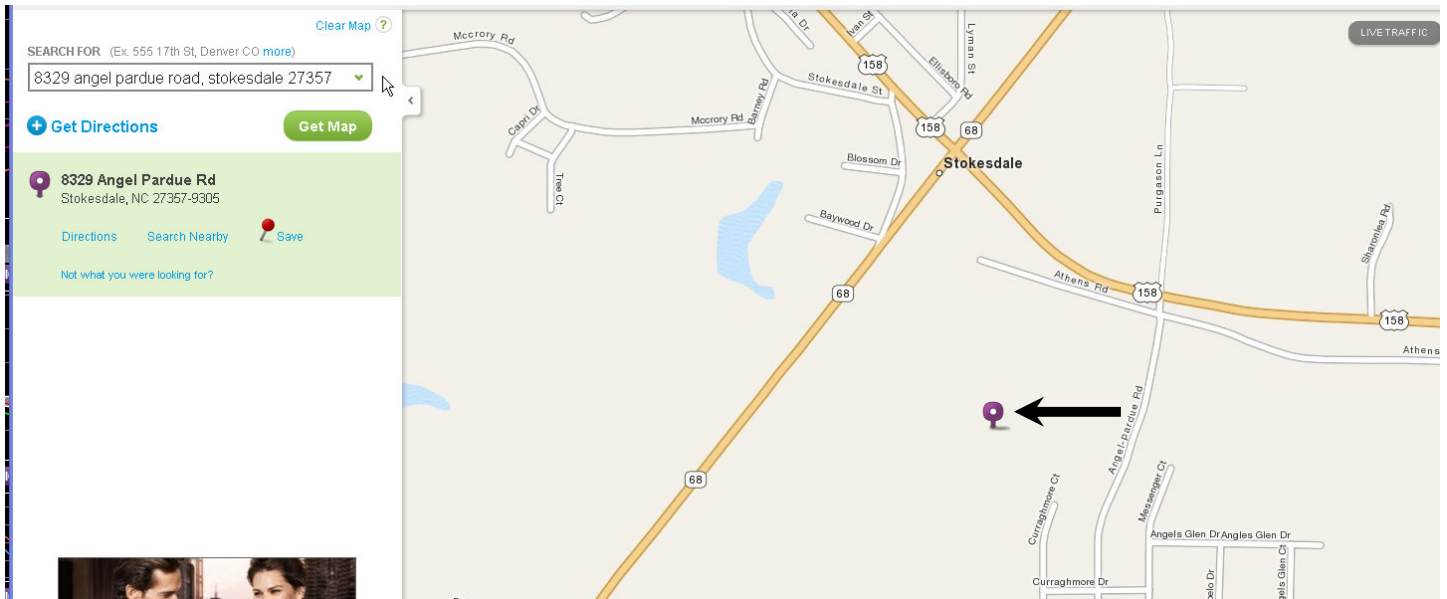 Clear Map ?
SEARCH FOR (Ex. 555 17th St, Denver CO more)
8329 angel pardue road, stokesdale 27357
Get Directions
Get Map
8329 Angel Pardue Rd
Stokesdale, NC 27357-9305
Directions Search Nearby Save
Not what you were looking for?
LIVE TRAFFIC
Mccrory Rd
Ivan St
Lyman St
158
Ellisboro Rd
Stokesdale St
Barney Rd
Capri Dr
Mccrory Rd
158
68
Blossom Dr
Stokesdale
Tree Ct
Purgason Ln
Baywood Dr
Sharonlea Rd
Athens Rd
68
158
158
Athens
Angel-pardue Rd
68
Curraghmore Ct
Messenger Ct
Angels Glen Dr
Angles Glen Dr
Curraghmore Dr